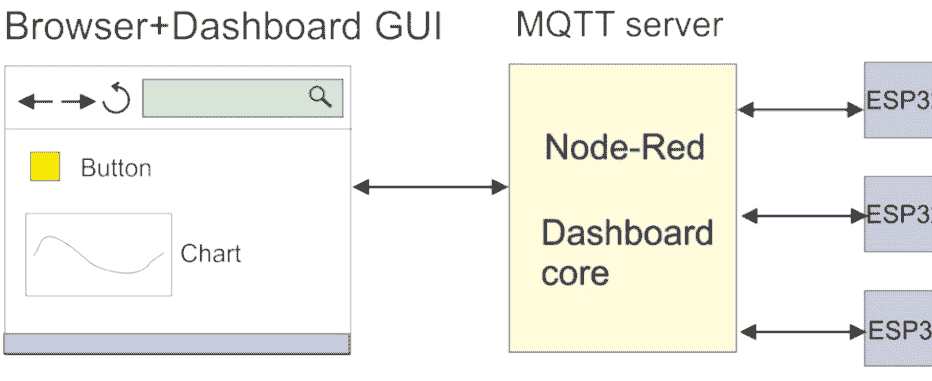 Browser+Dashboard GUI
MQTT server
Button
Chart
Node-Red
Dashboard
core
ESP3
ESP3
ESP3